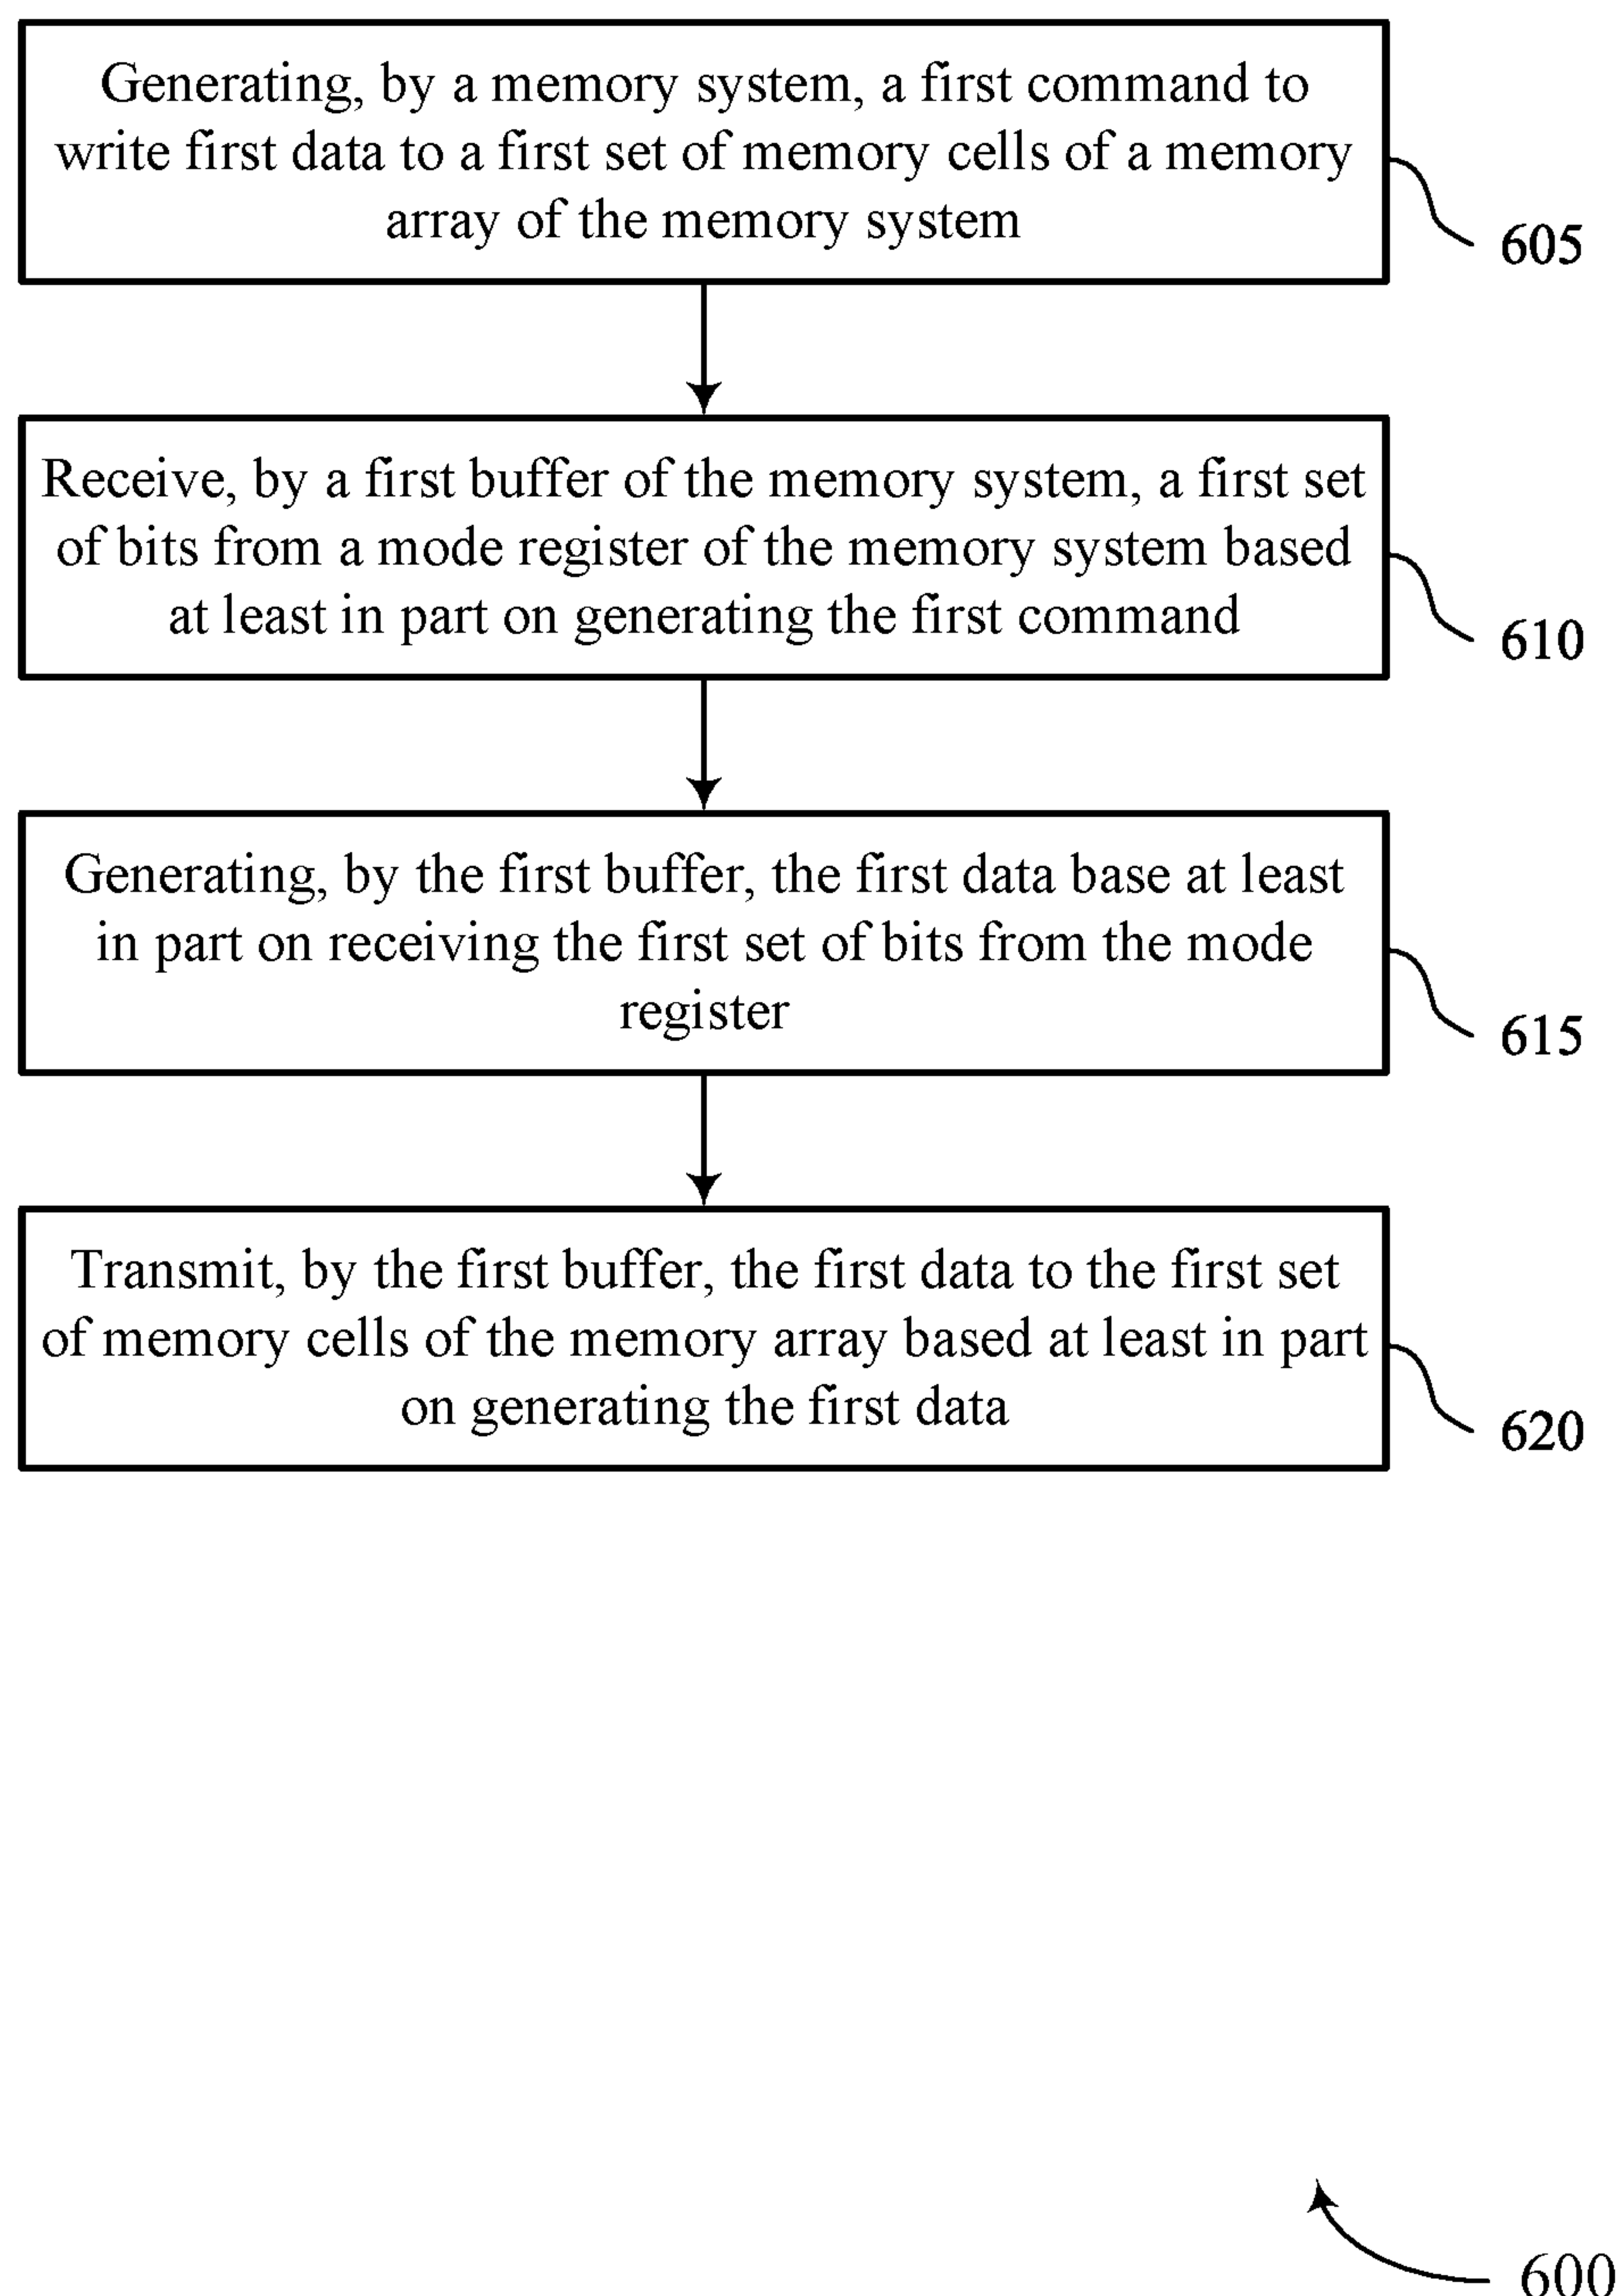 Generating, by a memory system, a first command to
write first data to a first set of memory cells of a memory
array of the memory system
605
Receive, by a first buffer of the memory system, a first set
of bits from a mode register of the memory system based
at least in part on generating the first command
610
Generating, by the first buffer, the first data base at least
in part on receiving the first set of bits from the mode
register
615
Transmit, by the first buffer, the first data to the first set
of memory cells of the memory array based at least in part
on generating the first data
620
600